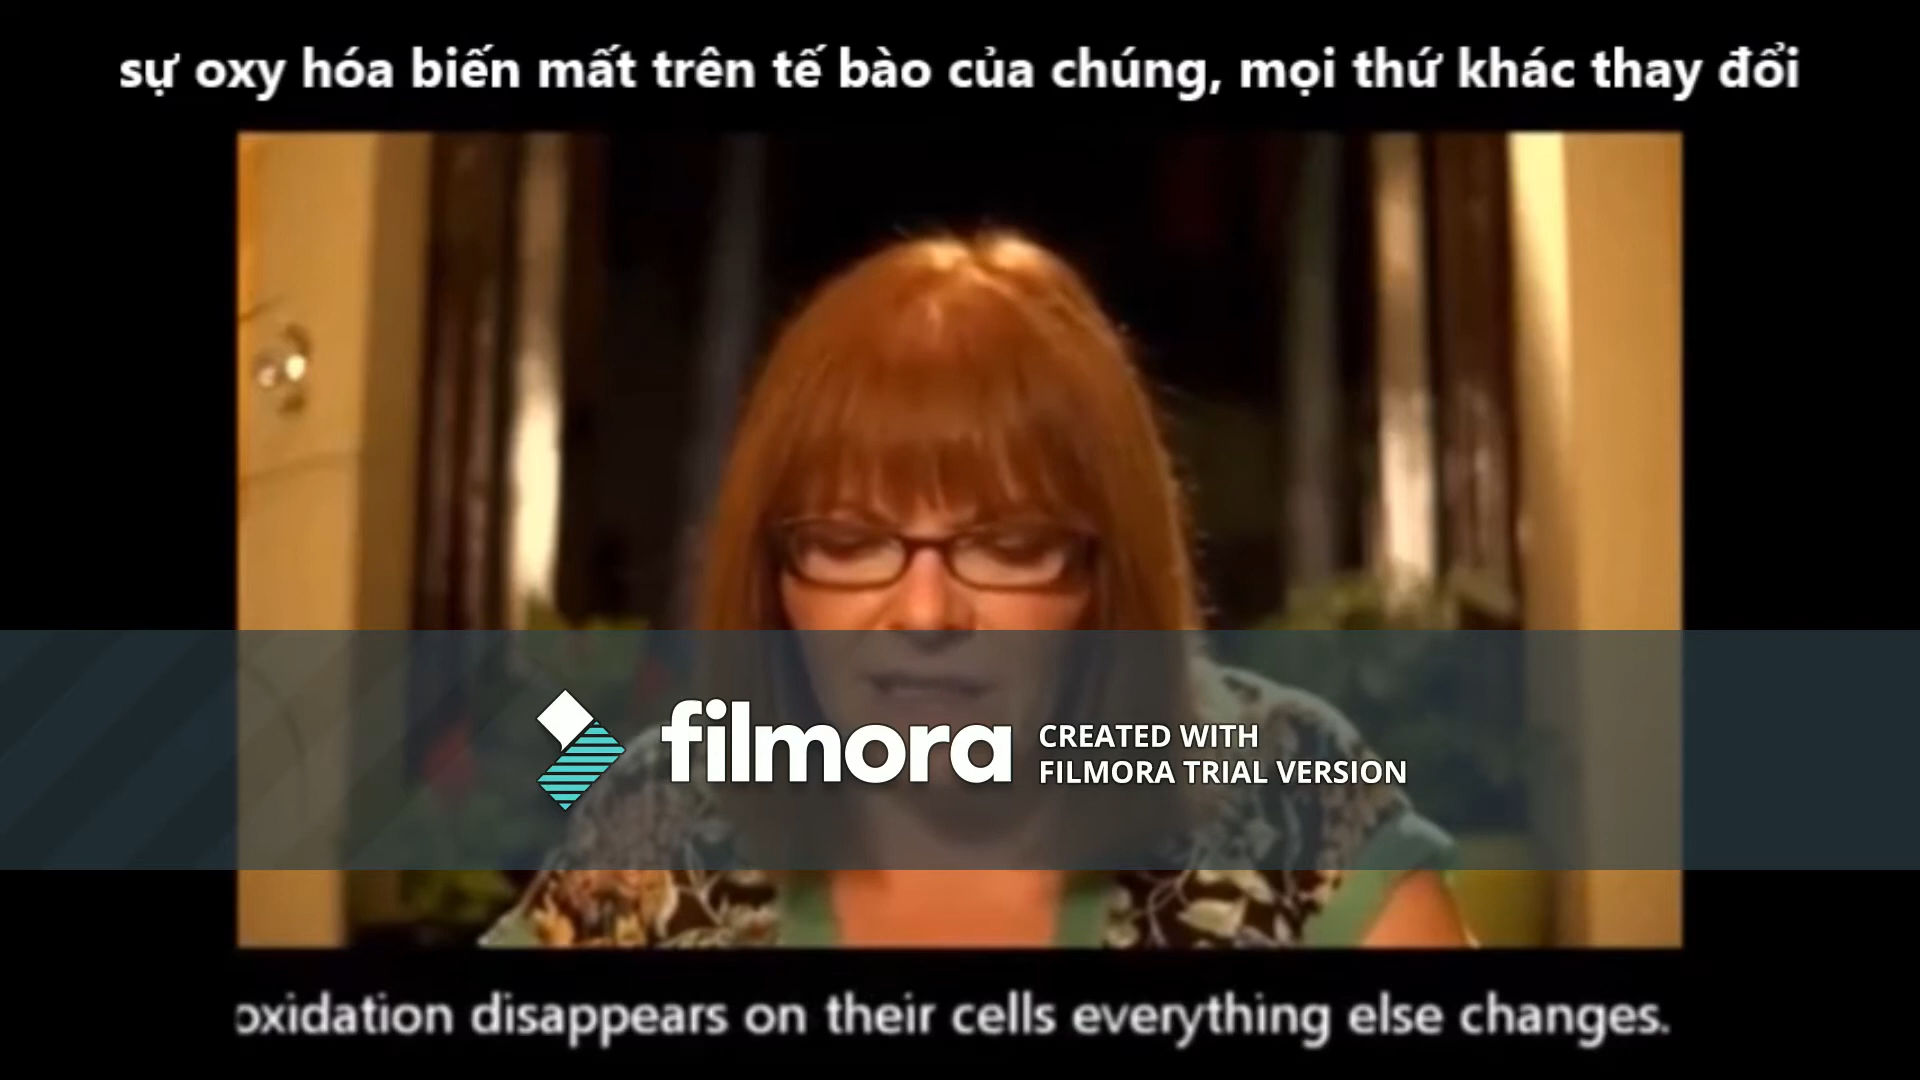 sự oxy hóa biến mất trên tế bào của chúng, mọi thứ khác thay đổi
filmora
CREATED WITH
FILMORA TRIAL VERSION
oxidation disappears on their cells everything else changes.